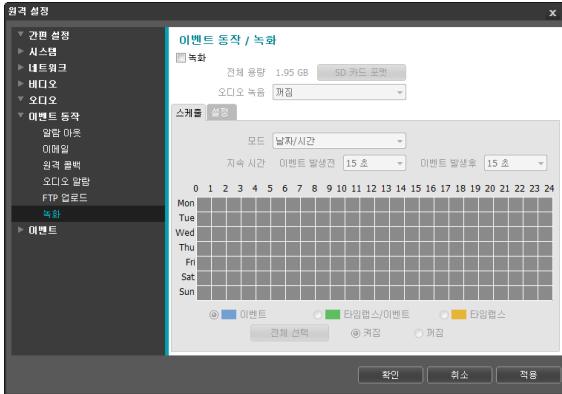 원격 설정 x
간편 설정
시스템
네트워크
비디오
오디오
이벤트 동작
알람 아웃
이메일
원격 콜백
오디오 알람
FTP 업로드
녹화
이벤트
이벤트 동작 / 녹화
녹화
전체 용량 1.95 GB SD 카드 포맷
오디오 녹음 꺼짐
스케줄 설정
모드 날짜/시간
지속 시간 이벤트 발생전 15 초 이벤트 발생후 15 초
0 1 2 3 4 5 6 7 8 9 10 11 12 13 14 15 16 17 18 19 20 21 22 23 24
Mon
Tue
Wed
Thu
Fri
Sat
Sun
이벤트 타임랩스/이벤트 타임랩스
전체 선택 켜짐 꺼짐
확인 취소 적용